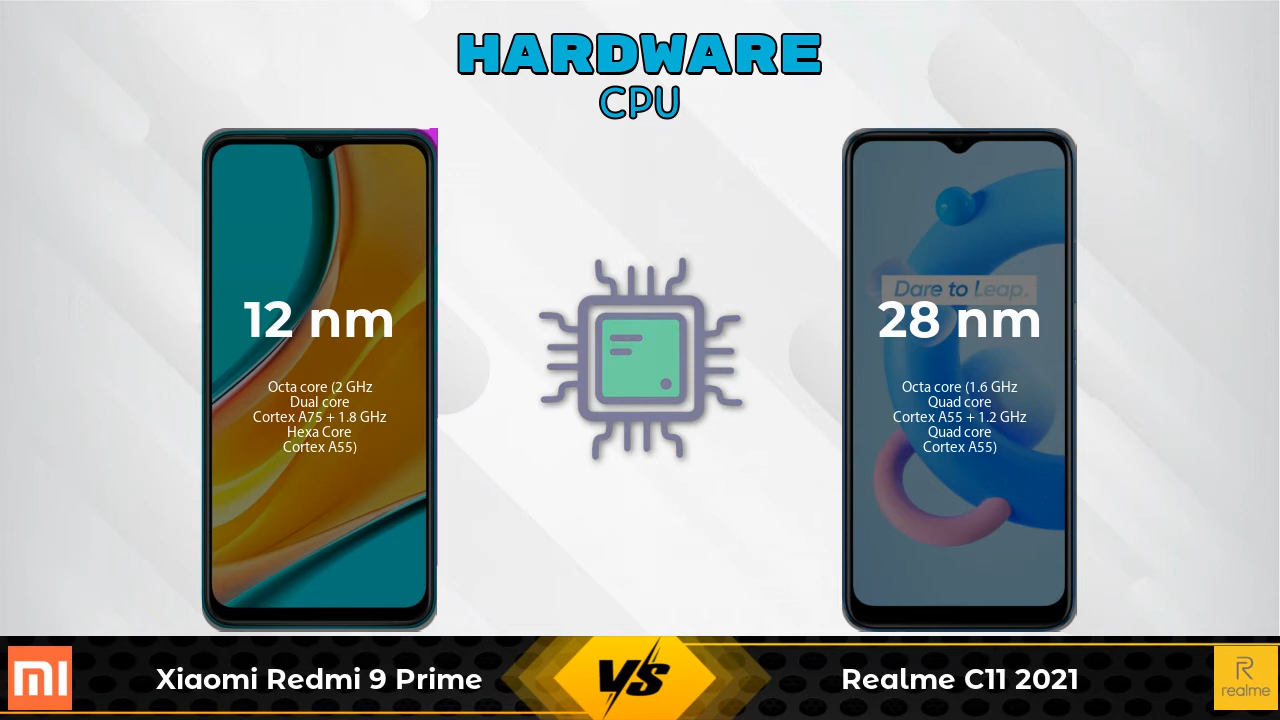 HARDWARE
CPU
12 nm
Octa core (2 GHz
Dual core
Cortex A75 + 1.8 GHz
Hexa Core
Cortex A55)
Dare to Leap.
28 nm
Octa core (1.6 GHz
Quad core
Cortex A55 + 1.2 GHz
Quad core
Cortex A55)
MI
Xiaomi Redmi 9 Prime
VS
Realme C11 2021
R
realme